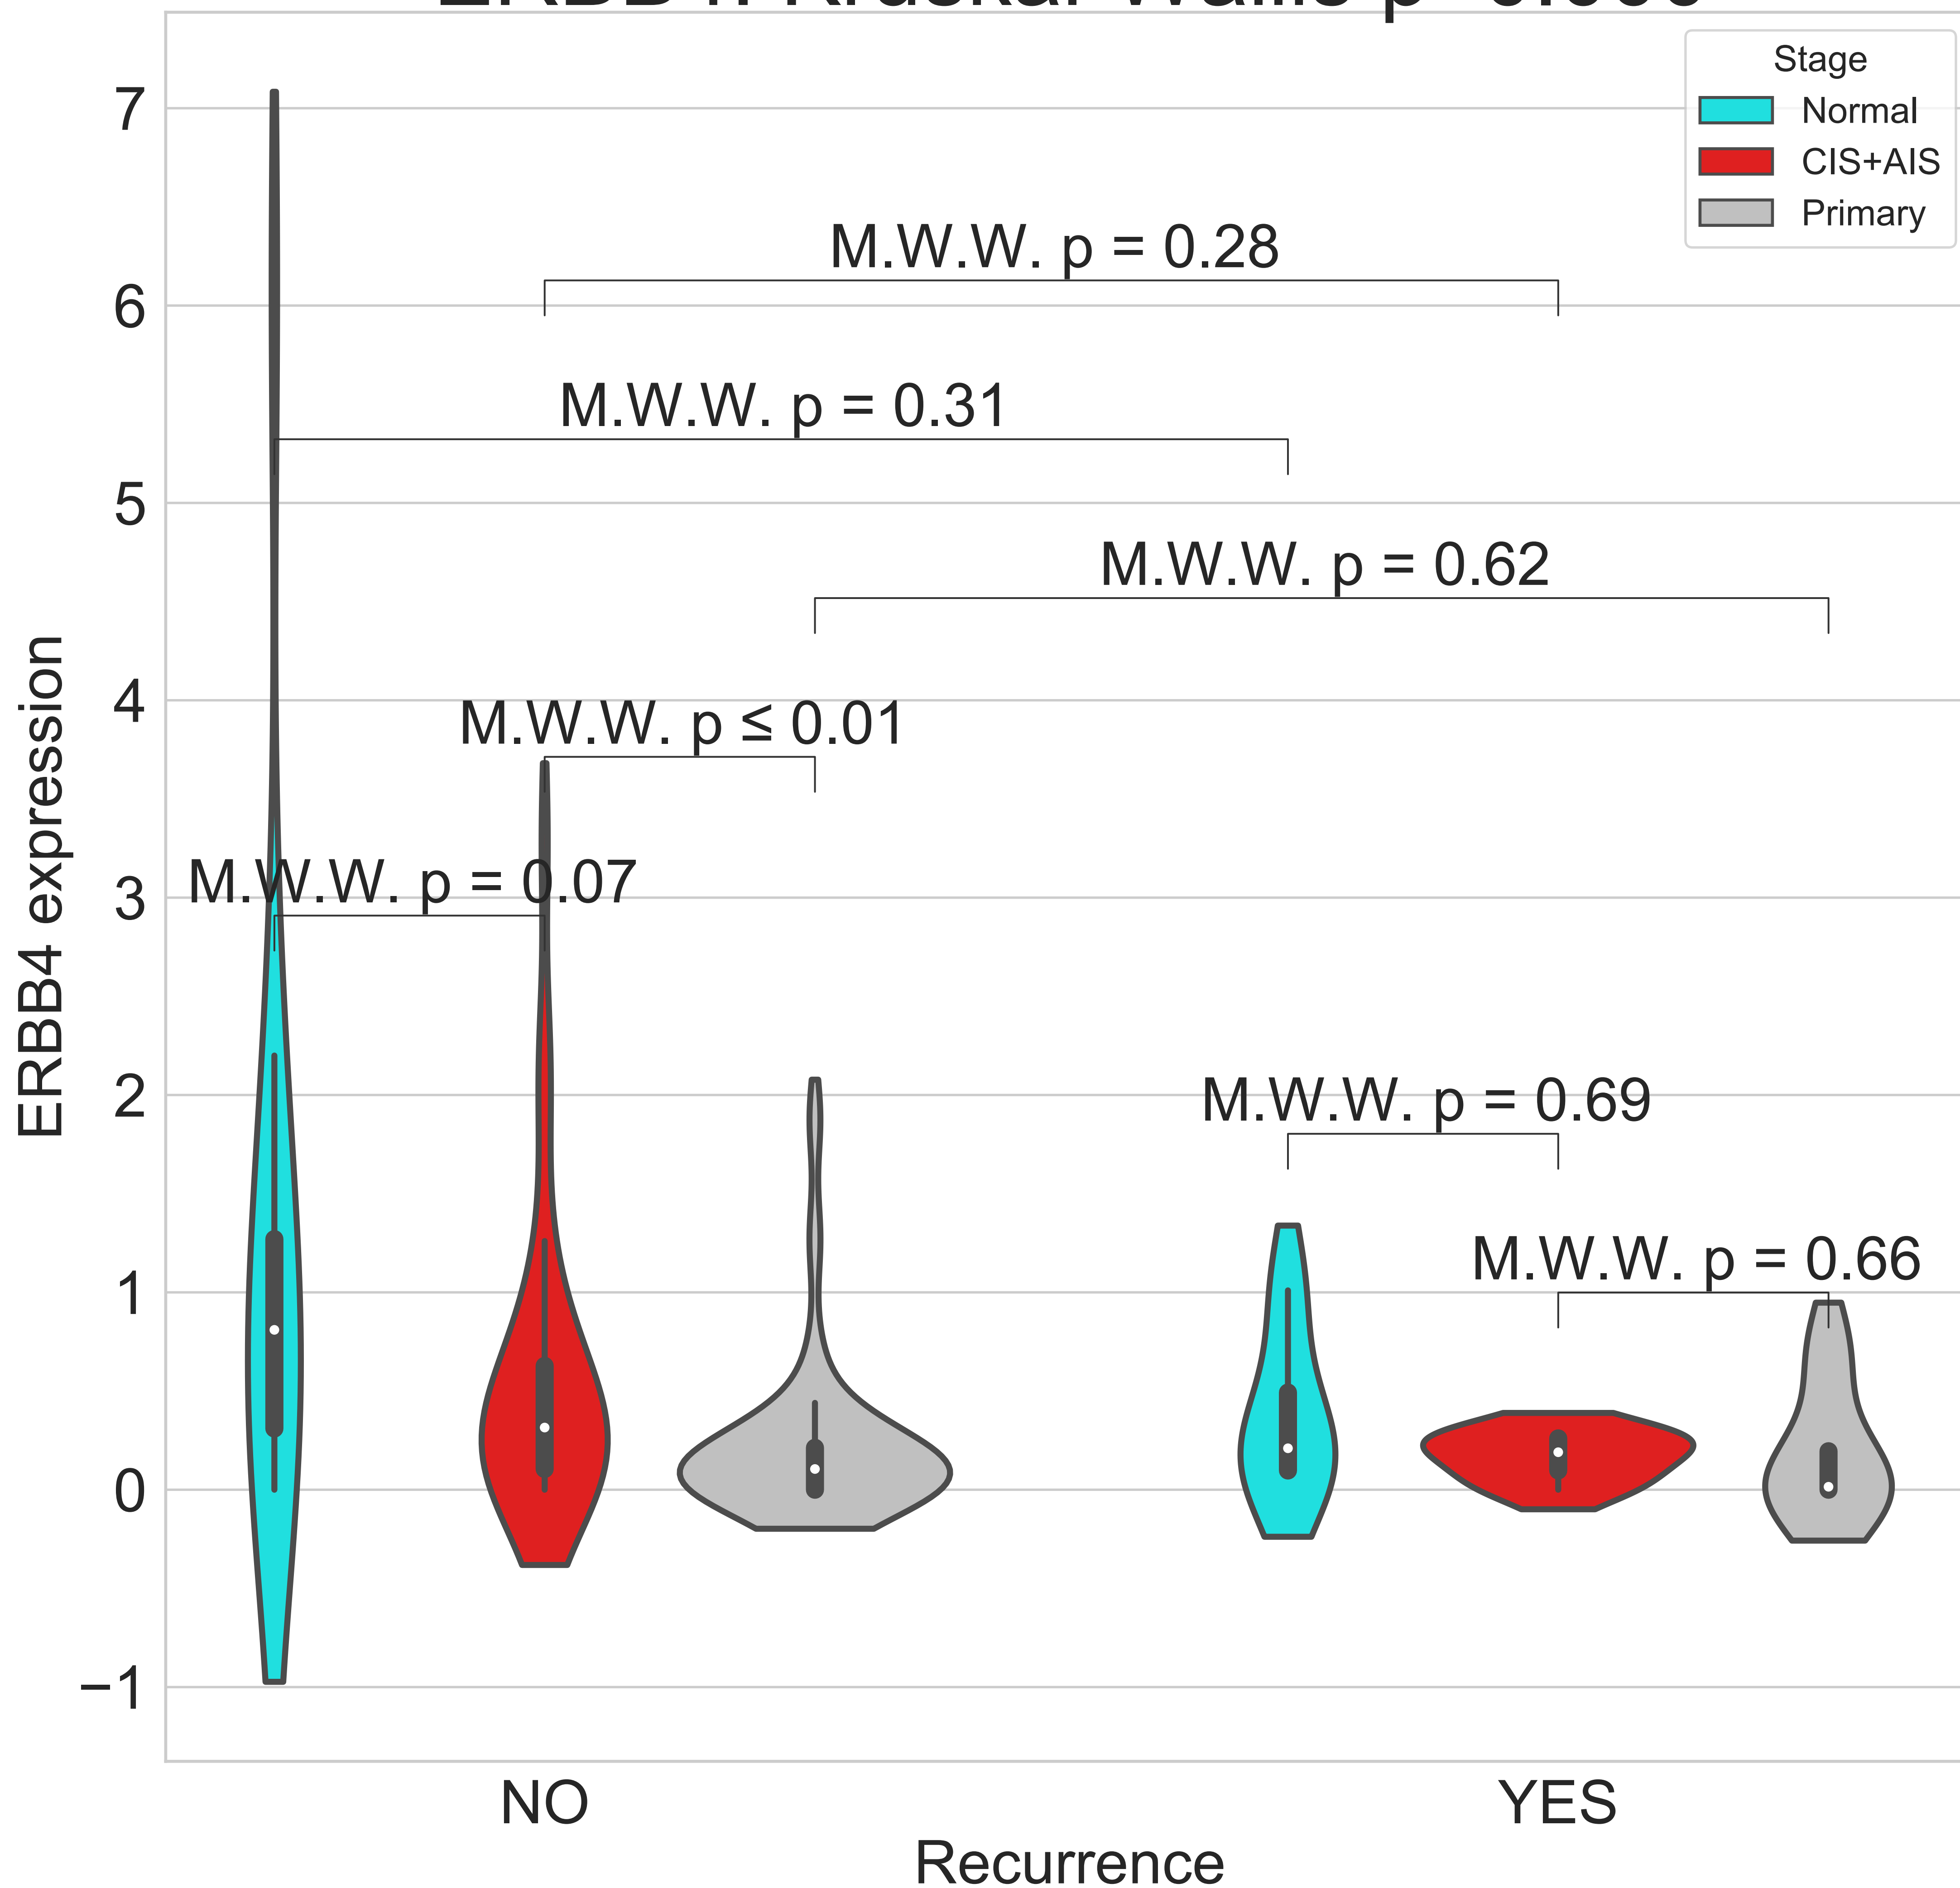 Stage
Normal
CIS+AIS
Primary
7
6
5
4
3
2
1
0
−1
ERBB4 expression
M.W.W. p = 0.28
M.W.W. p = 0.31
M.W.W. p = 0.62
M.W.W. p ≤ 0.01
M.W.W. p = 0.07
M.W.W. p = 0.69
M.W.W. p = 0.66
NO
YES
Recurrence